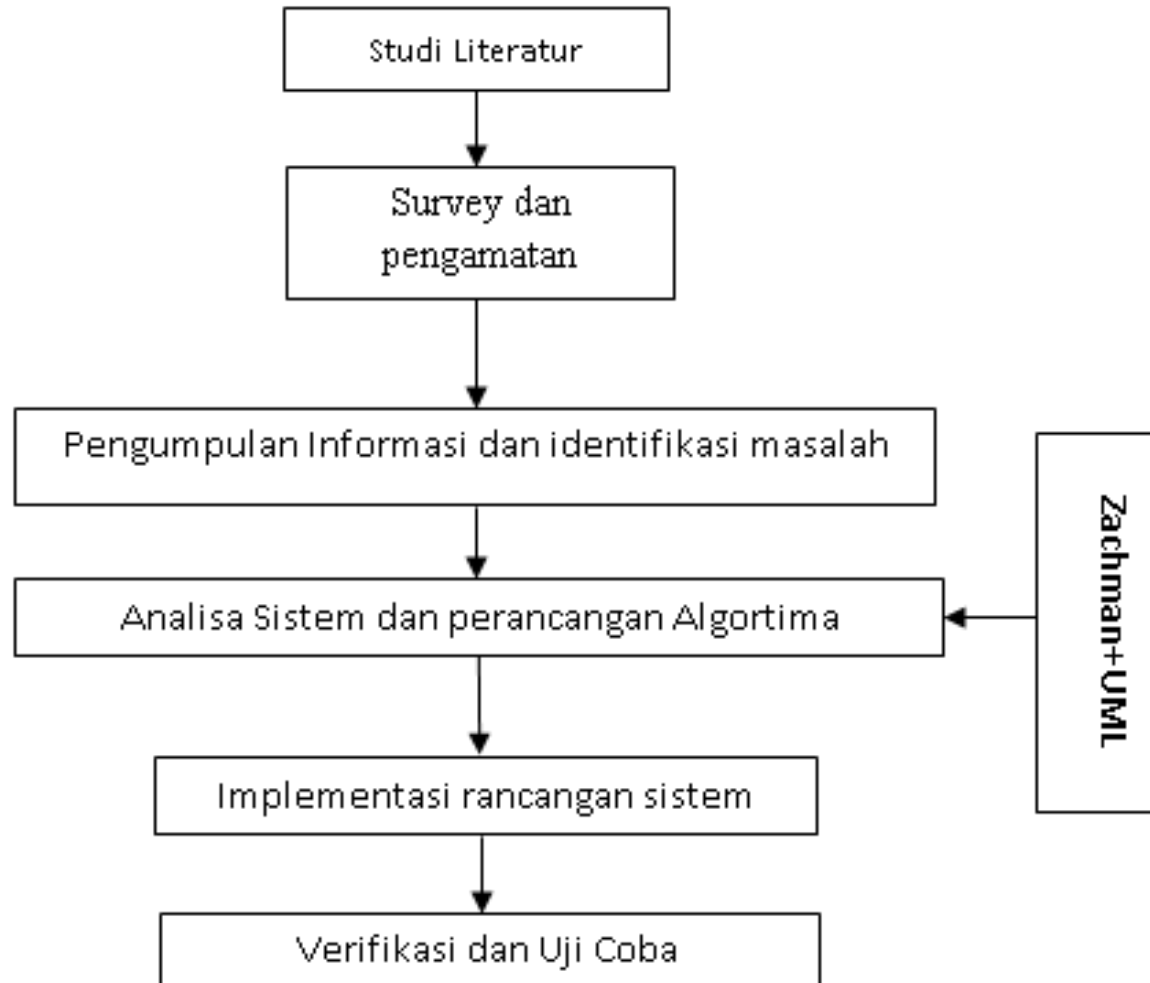 Studi Literatur
Survey dan
pengamatan
Pengumpulan Informasi dan identifikasi masalah
Analisa Sistem dan perancangan Algortima
Zachman+UML
Implementasi rancangan sistem
Verifikasi dan Uji Coba